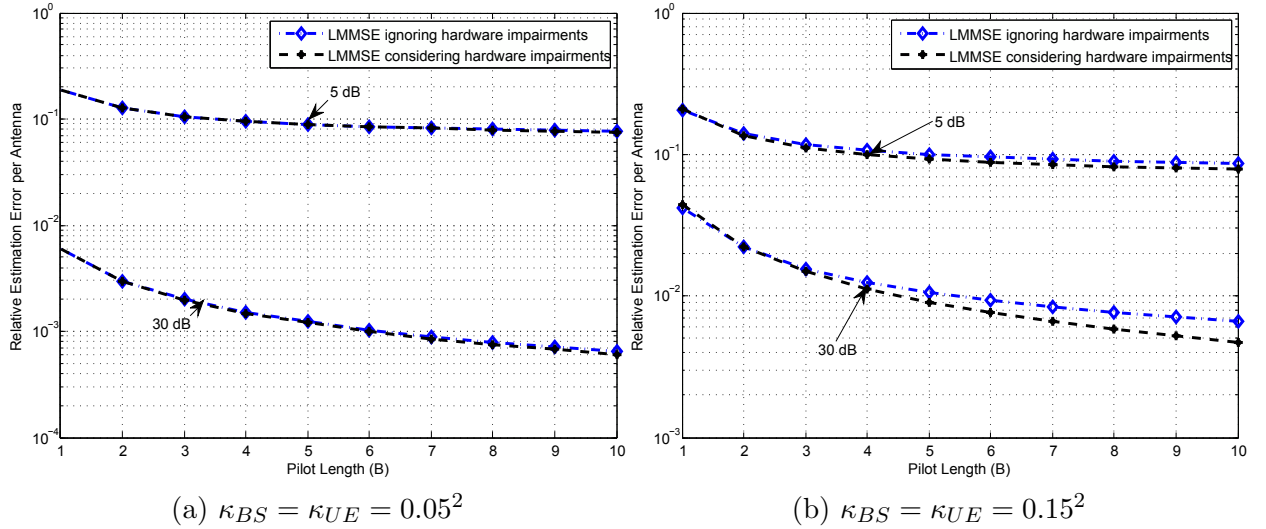 Relative Estimation Error per Antenna
10^0
10^-1
10^-2
10^-3
10^-4
LMMSE ignoring hardware impairments
LMMSE considering hardware impairments
5 dB
30 dB
1 2 3 4 5 6 7 8 9 10
Pilot Length (B)
(a) κ_BS = κ_UE = 0.05^2
Relative Estimation Error per Antenna
10^0
10^-1
10^-2
10^-3
LMMSE ignoring hardware impairments
LMMSE considering hardware impairments
5 dB
30 dB
1 2 3 4 5 6 7 8 9 10
Pilot Length (B)
(b) κ_BS = κ_UE = 0.15^2